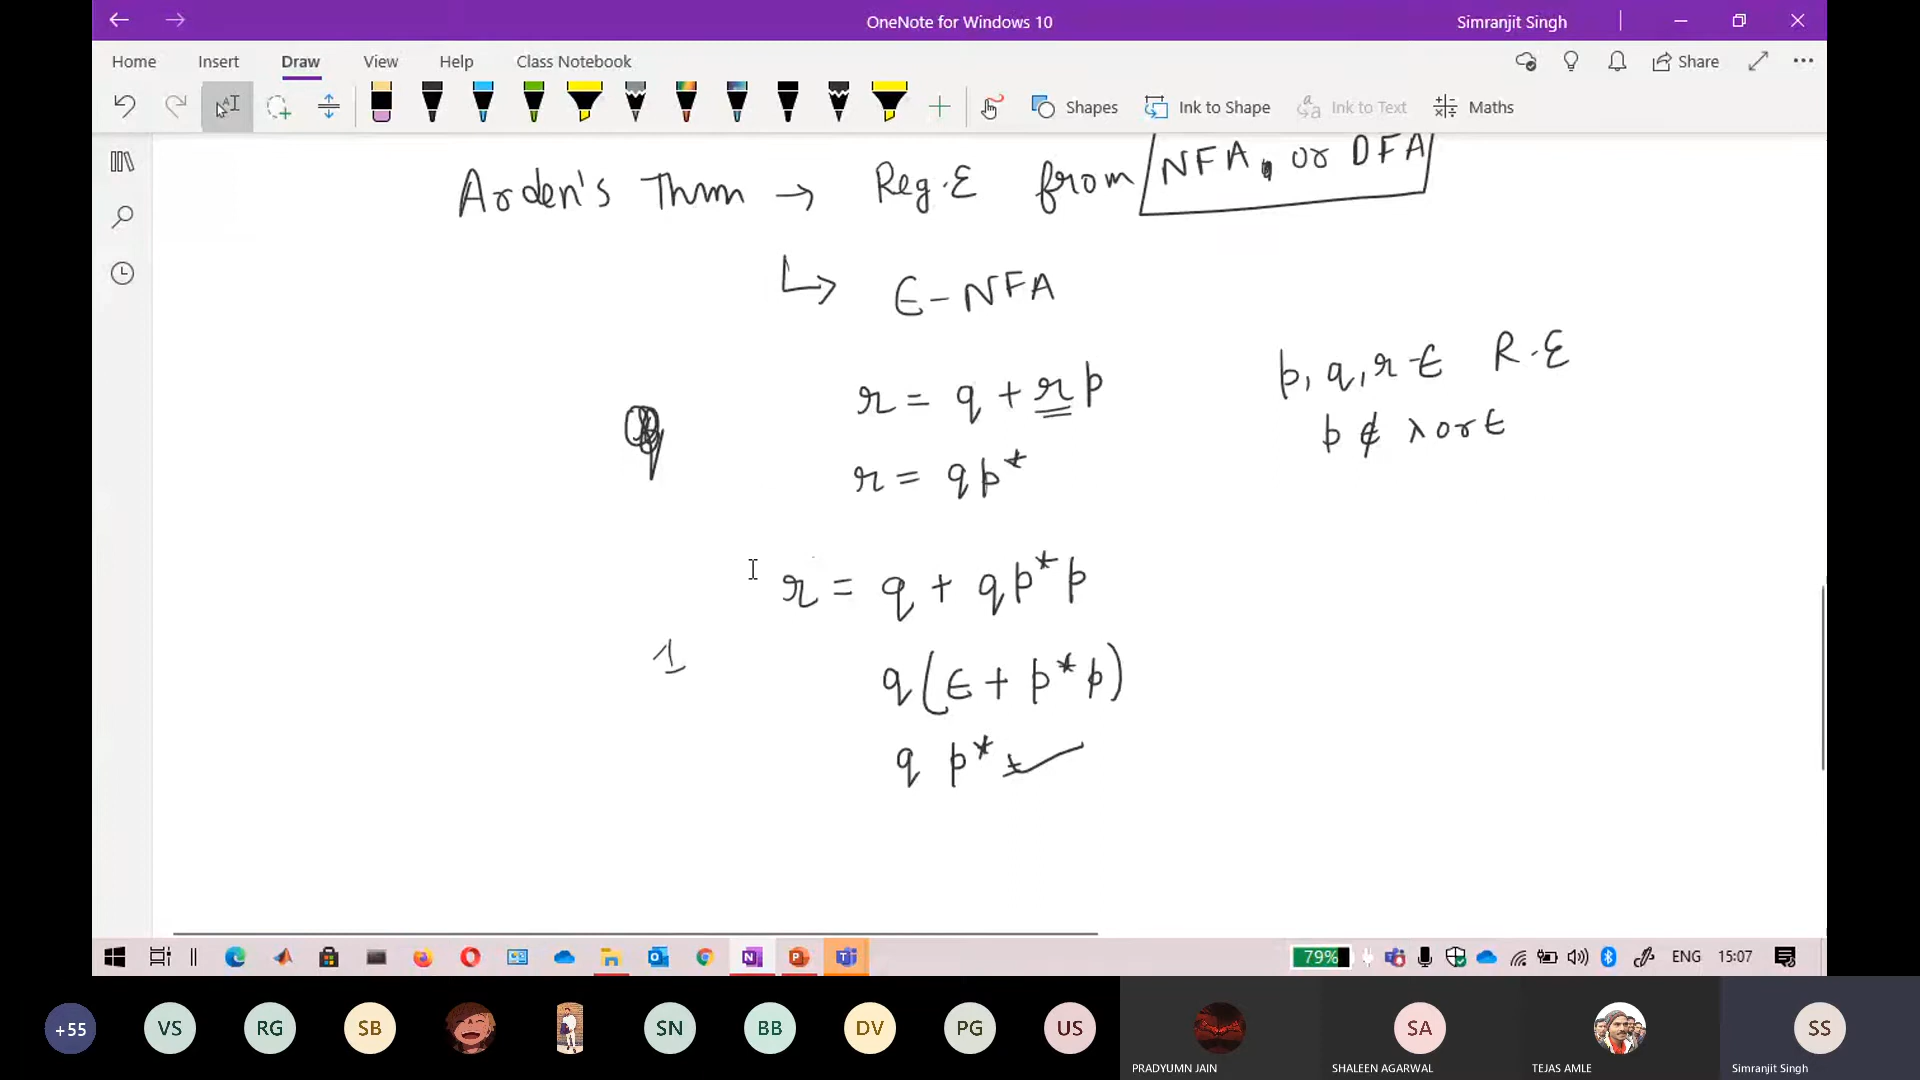 OneNote for Windows 10
Simranjit Singh
Home Insert Draw View Help Class Notebook
Share
Shapes Ink to Shape Ink to Text Maths
Arden's Thm → Reg.E from NFA, or DFA
↳ ϵ-NFA
r = q + rp
p, q, r ϵ R.E
p ∉ λ or ϵ
q
r = qp*
r = q + qp*p
1
q(ϵ + p*p)
q p*
79%
ENG 15:07
+55 VS RG SB SN BB DV PG US SA SS
PRADYUMN JAIN SHALEEN AGARWAL TEJAS AMLE Simranjit Singh